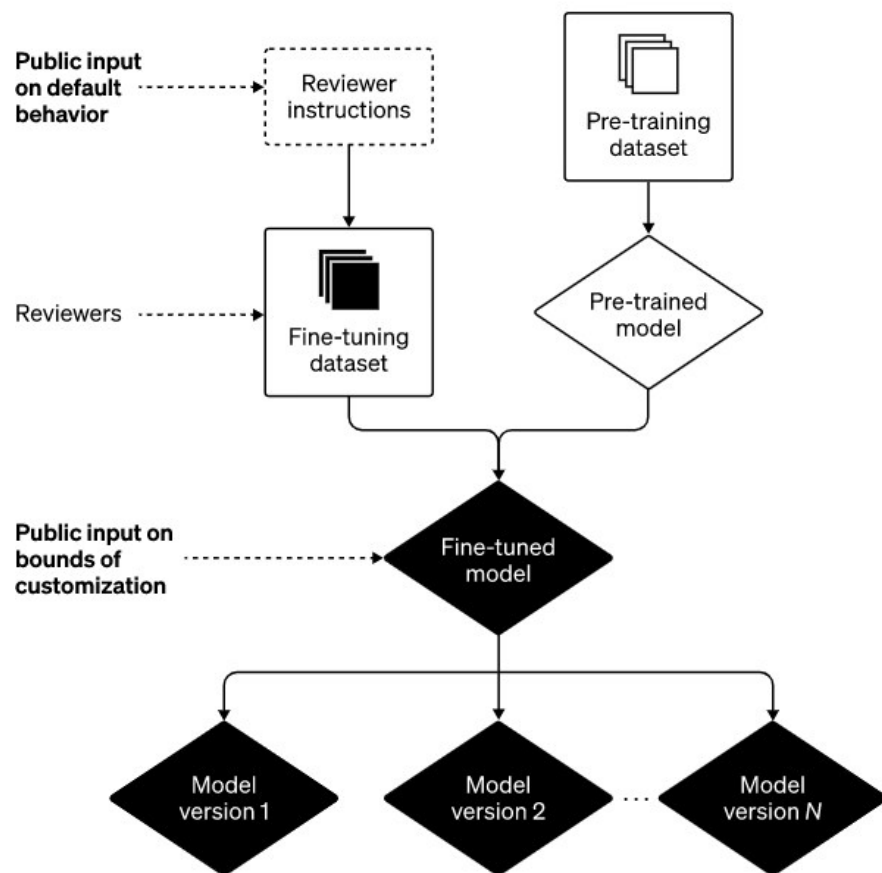 Public input
on default
behavior
Reviewer
instructions
Pre-training
dataset
Reviewers
Fine-tuning
dataset
Pre-trained
model
Public input on
bounds of
customization
Fine-tuned
model
Model
version 1
Model
version 2
...
Model
version N